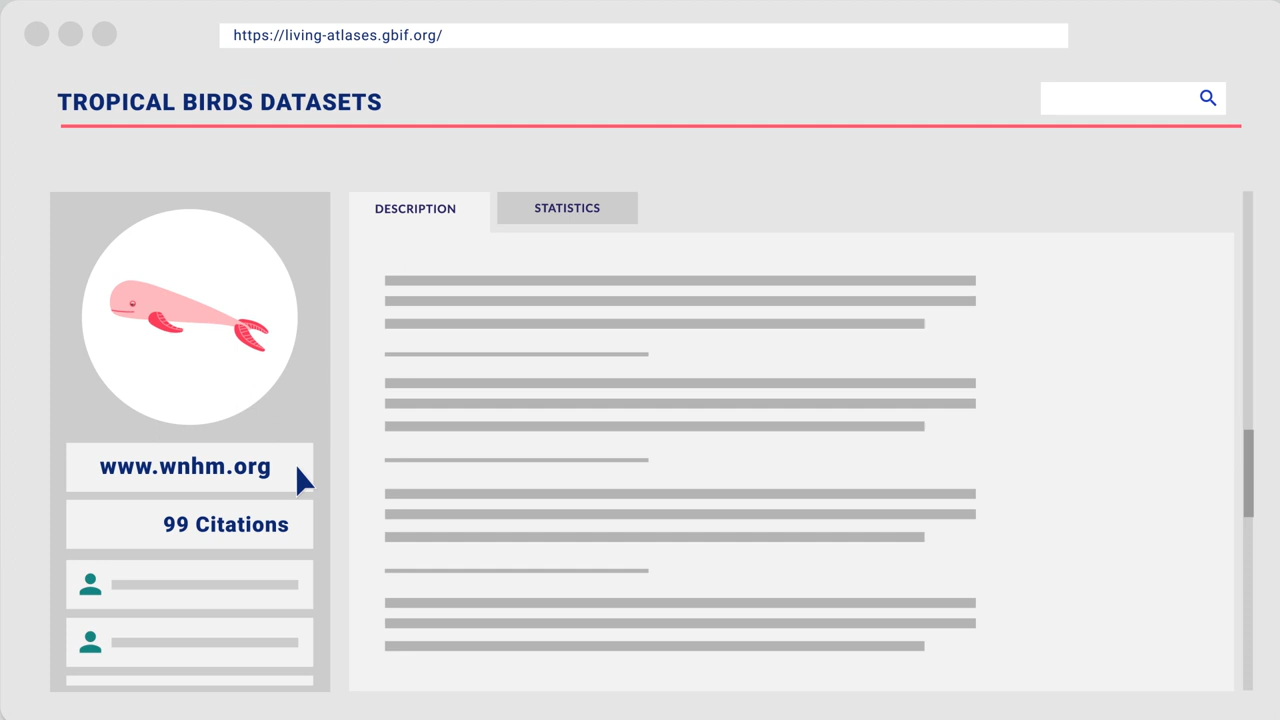 https://living-atlases.gbif.org/
TROPICAL BIRDS DATASETS
DESCRIPTION
STATISTICS
www.wnhm.org
99 Citations